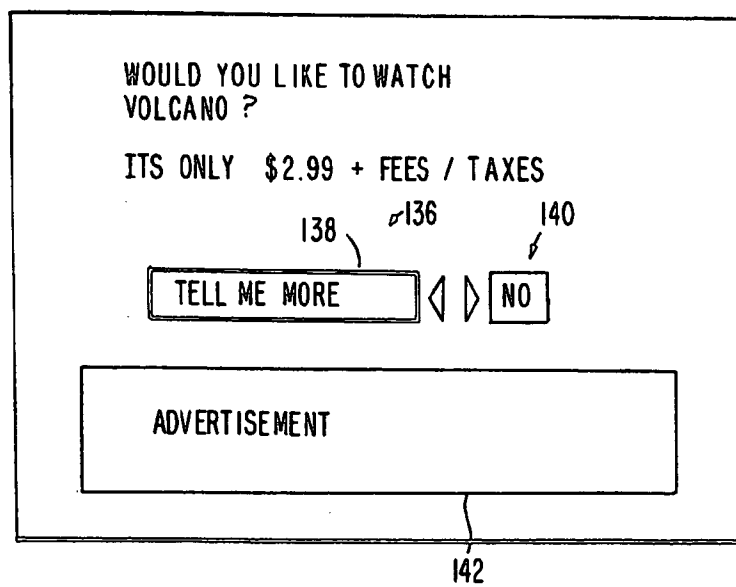 WOULD YOU LIKE TO WATCH
VOLCANO ?
ITS ONLY $2.99 + FEES / TAXES
138 136 140
TELL ME MORE NO
ADVERTISEMENT
142